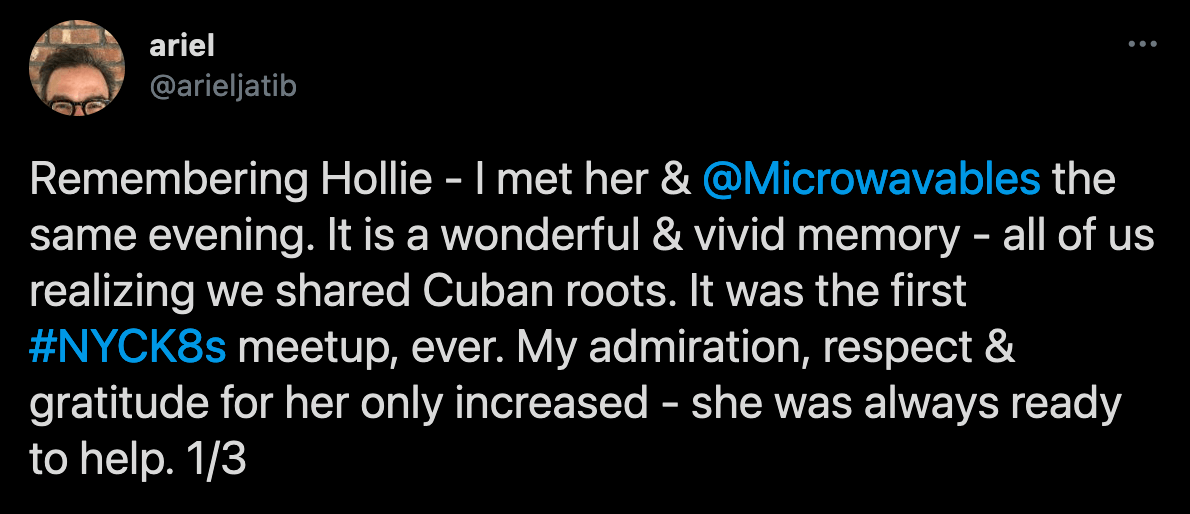 ariel
@arieljatib
Remembering Hollie - I met her & @Microwavables the
same evening. It is a wonderful & vivid memory - all of us
realizing we shared Cuban roots. It was the first
#NYCK8s meetup, ever. My admiration, respect &
gratitude for her only increased - she was always ready
to help. 1/3